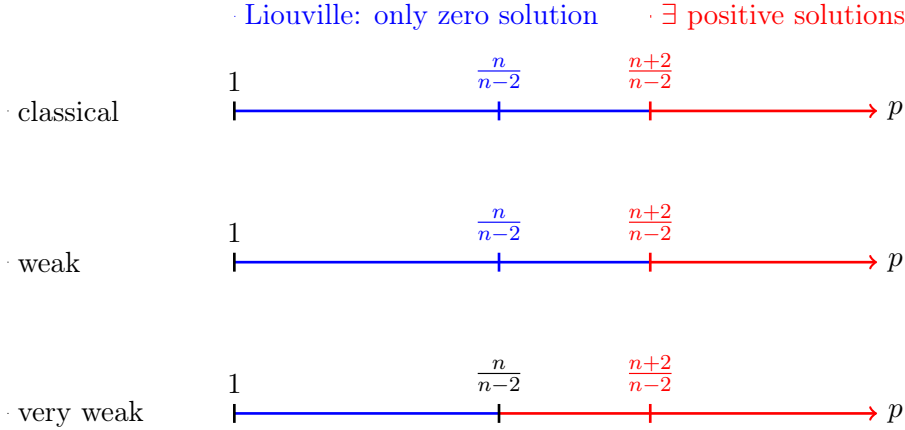 Liouville: only zero solution ∃ positive solutions
classical 1 n/(n−2) (n+2)/(n−2) p
weak 1 n/(n−2) (n+2)/(n−2) p
very weak 1 n/(n−2) (n+2)/(n−2) p